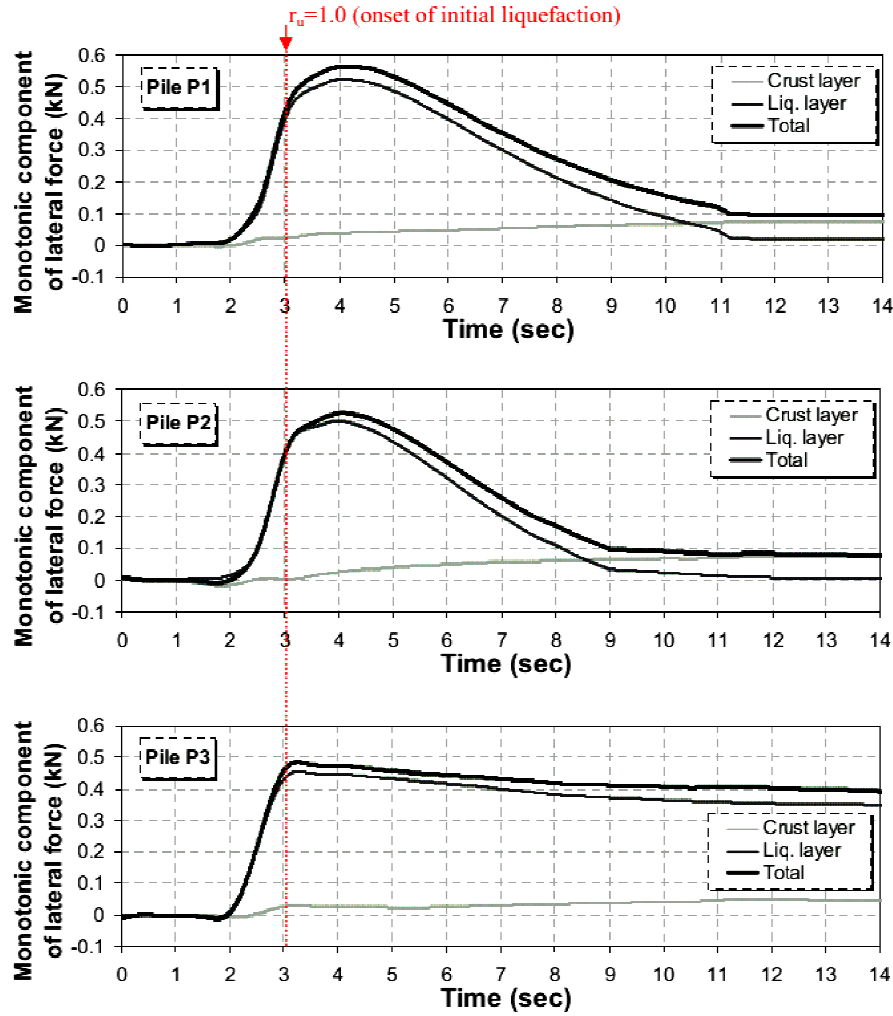 rᵤ=1.0 (onset of initial liquefaction)
Monotonic component
of lateral force (kN)
0.6
0.5
0.4
0.3
0.2
0.1
0
-0.1
Pile P1
Crust layer
Liq. layer
Total
0 1 2 3 4 5 6 7 8 9 10 11 12 13 14
Time (sec)
Monotonic component
of lateral force (kN)
0.6
0.5
0.4
0.3
0.2
0.1
0
-0.1
Pile P2
Crust layer
Liq. layer
Total
0 1 2 3 4 5 6 7 8 9 10 11 12 13 14
Time (sec)
Monotonic component
of lateral force (kN)
0.6
0.5
0.4
0.3
0.2
0.1
0
-0.1
Pile P3
Crust layer
Liq. layer
Total
0 1 2 3 4 5 6 7 8 9 10 11 12 13 14
Time (sec)